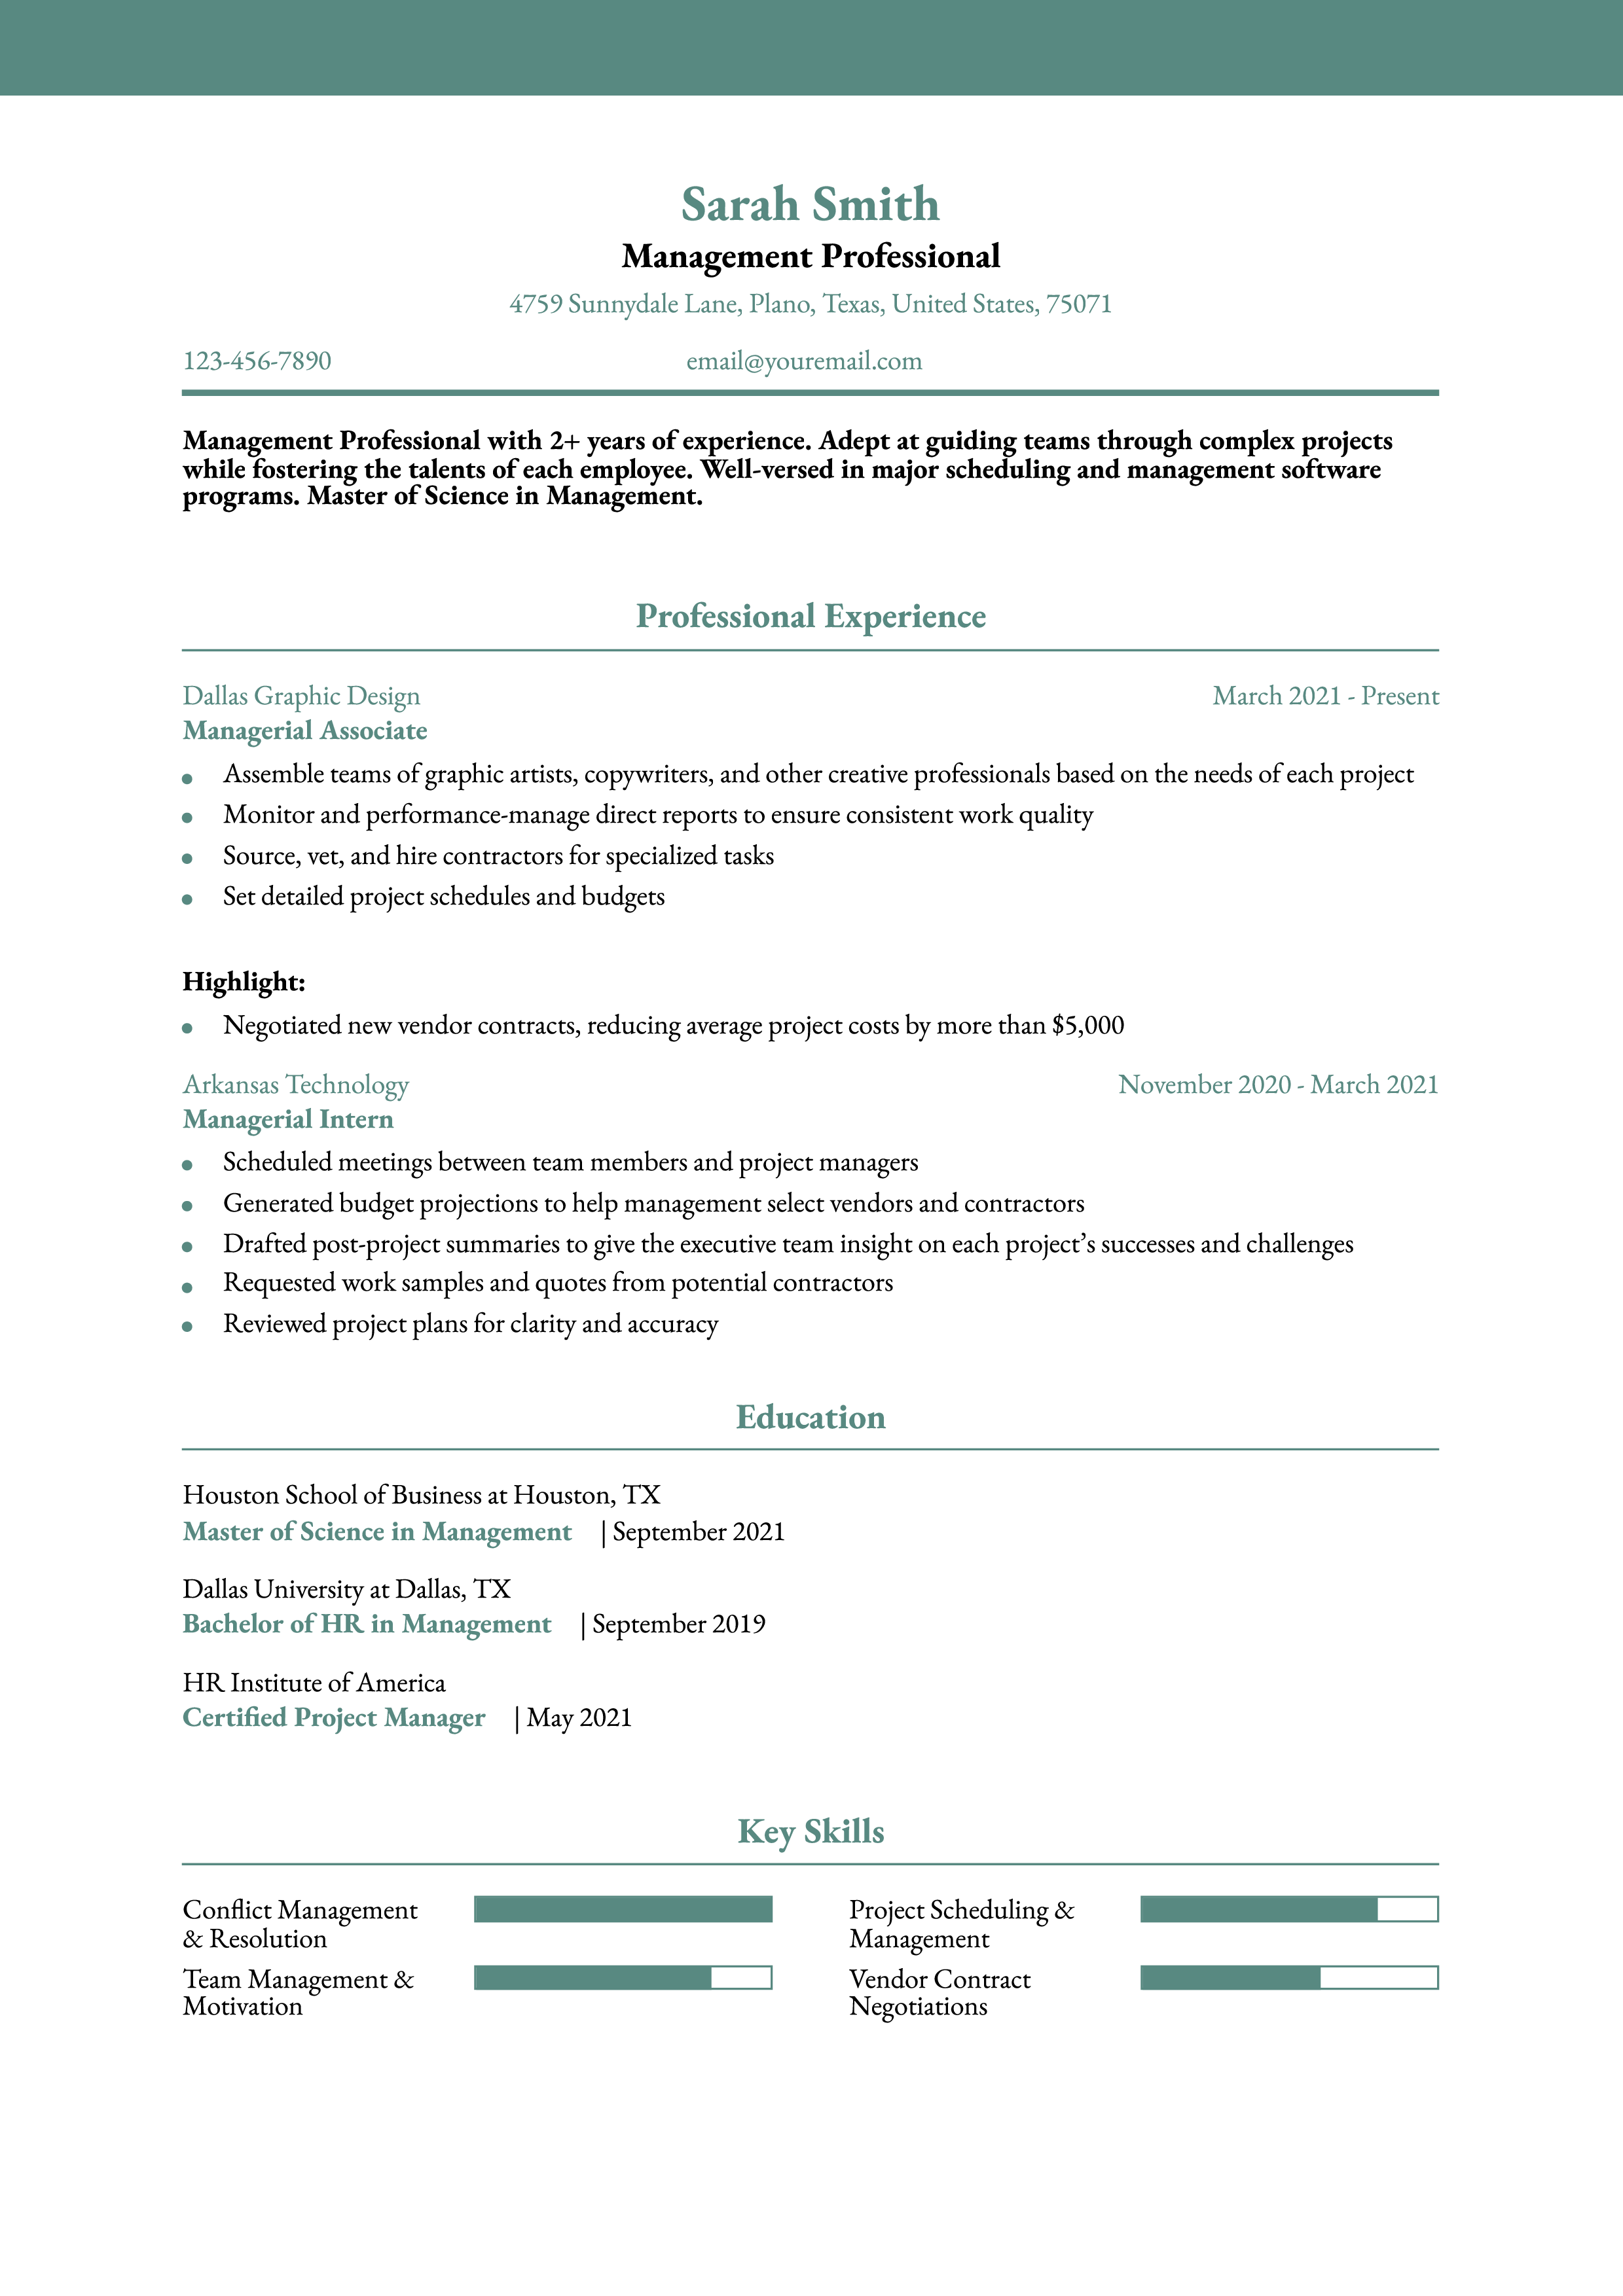 Sarah Smith
Management Professional
4759 Sunnydale Lane, Plano, Texas, United States, 75071
123-456-7890 email@youremail.com
Management Professional with 2+ years of experience. Adept at guiding teams through complex projects
while fostering the talents of each employee. Well-versed in major scheduling and management software
programs. Master of Science in Management.
Professional Experience
Dallas Graphic Design March 2021 - Present
Managerial Associate
• Assemble teams of graphic artists, copywriters, and other creative professionals based on the needs of each project
• Monitor and performance-manage direct reports to ensure consistent work quality
• Source, vet, and hire contractors for specialized tasks
• Set detailed project schedules and budgets
Highlight:
• Negotiated new vendor contracts, reducing average project costs by more than $5,000
Arkansas Technology November 2020 - March 2021
Managerial Intern
• Scheduled meetings between team members and project managers
• Generated budget projections to help management select vendors and contractors
• Drafted post-project summaries to give the executive team insight on each project’s successes and challenges
• Requested work samples and quotes from potential contractors
• Reviewed project plans for clarity and accuracy
Education
Houston School of Business at Houston, TX
Master of Science in Management | September 2021
Dallas University at Dallas, TX
Bachelor of HR in Management | September 2019
HR Institute of America
Certified Project Manager | May 2021
Key Skills
Conflict Management
& Resolution
Project Scheduling &
Management
Team Management &
Motivation
Vendor Contract
Negotiations